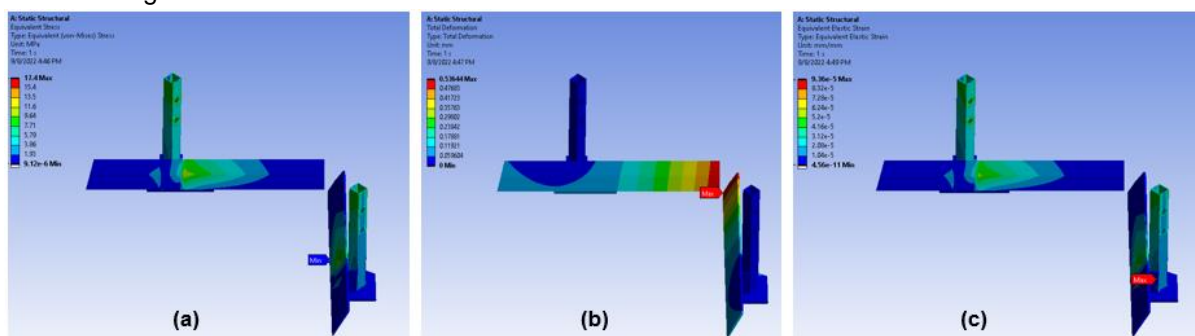 A: Static Structural
Equivalent Stress
Type: Equivalent (von-Mises) Stress
Unit: MPa
Time: 1 s
17.4 Max
15.4
13.5
11.6
9.64
7.71
5.79
3.86
1.93
9.12e-6 Min
Min
(a)
A: Static Structural
Total Deformation
Type: Total Deformation
Unit: mm
Time: 1 s
0.53644 Max
0.47685
0.41723
0.35763
0.29802
0.23842
0.17881
0.11921
0.059604
0 Min
Max
(b)
A: Static Structural
Equivalent Elastic Strain
Type: Equivalent Elastic Strain
Unit: mm/mm
Time: 1 s
9.36e-5 Max
8.32e-5
7.28e-5
6.24e-5
5.2e-5
4.16e-5
3.12e-5
2.08e-5
1.04e-5
4.56e-11 Min
Max
(c)